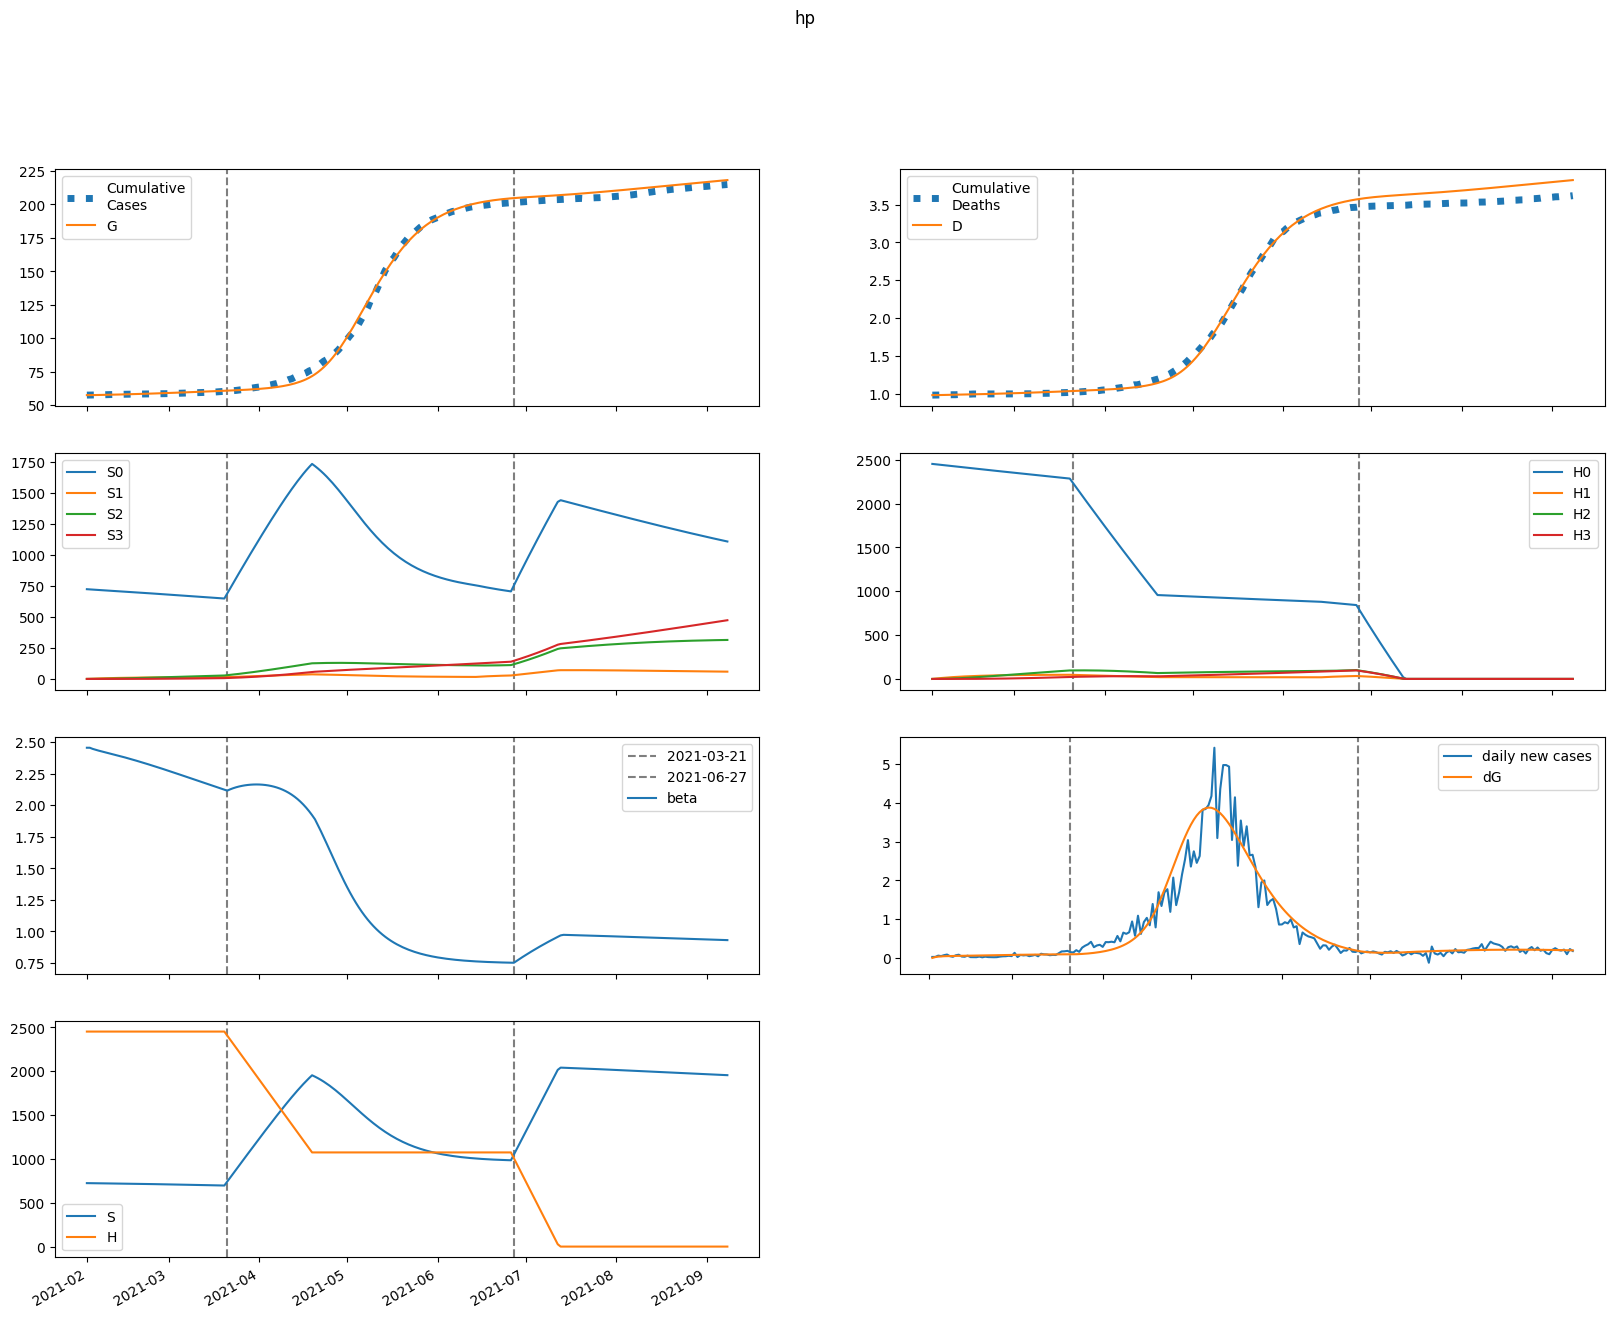 hp
225
200
175
150
125
100
75
50
Cumulative
Cases
G
3.5
3.0
2.5
2.0
1.5
1.0
Cumulative
Deaths
D
1750
1500
1250
1000
750
500
250
0
S0
S1
S2
S3
2500
2000
1500
1000
500
0
H0
H1
H2
H3
2.50
2.25
2.00
1.75
1.50
1.25
1.00
0.75
2021-03-21
2021-06-27
beta
5
4
3
2
1
0
daily new cases
dG
2500
2000
1500
1000
500
0
S
H
2021-02
2021-03
2021-04
2021-05
2021-06
2021-07
2021-08
2021-09